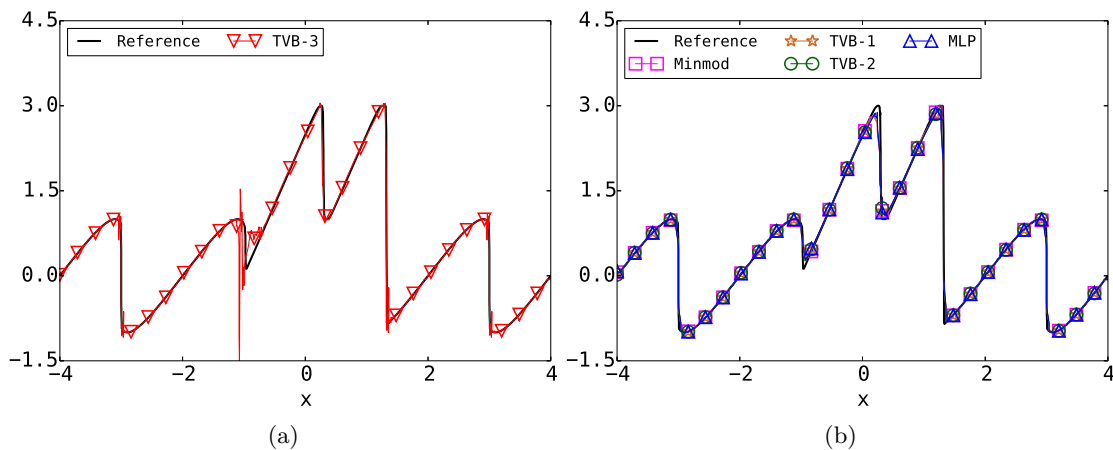 4.5 4.5
Reference TVB-3 Reference TVB-1 MLP
Minmod TVB-2
3.0 3.0
1.5 1.5
0.0 0.0
−1.5 −1.5
−4 −2 0 2 4 −4 −2 0 2 4
x x
(a) (b)